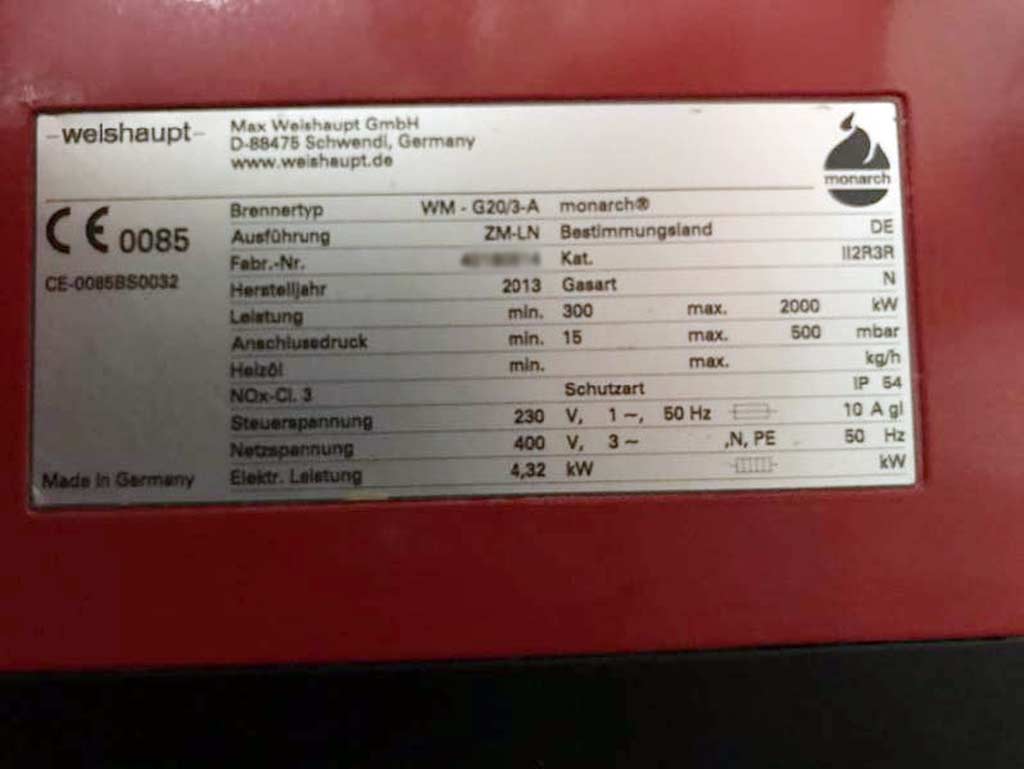 -weishaupt-
Max Weishaupt GmbH
D-88475 Schwendi, Germany
www.weishaupt.de
monarch
CE 0085
CE-0085BS0032
Brennertyp WM - G20/3-A monarch®
Ausführung ZM-LN Bestimmungsland DE
Fabr.-Nr. Kat. II2R3R
Herstelljahr 2013 Gasart N
Leistung min. 300 max. 2000 kW
Anschlussdruck min. 15 max. 500 mbar
Heizöl min. max. kg/h
NOx-Cl. 3 Schutzart IP 54
Steuerspannung 230 V, 1 ~, 50 Hz 10 A gl
Netzspannung 400 V, 3 ~ ,N, PE 50 Hz
Elektr. Leistung 4,32 kW kW
Made in Germany